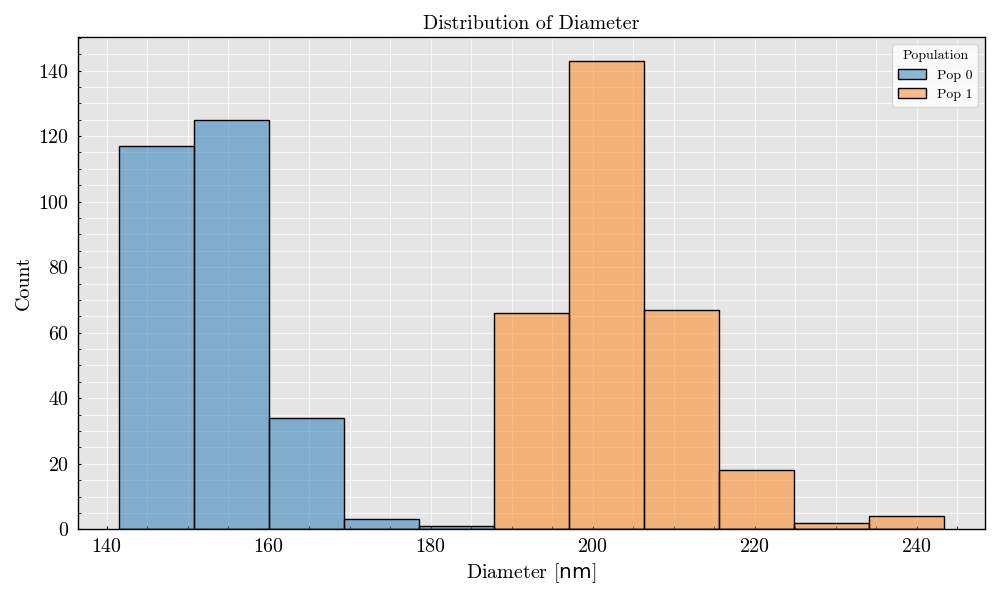 Distribution of Diameter
Population
Pop 0
Pop 1
140
120
100
80
60
40
20
0
Count
140 160 180 200 220 240
Diameter [nm]